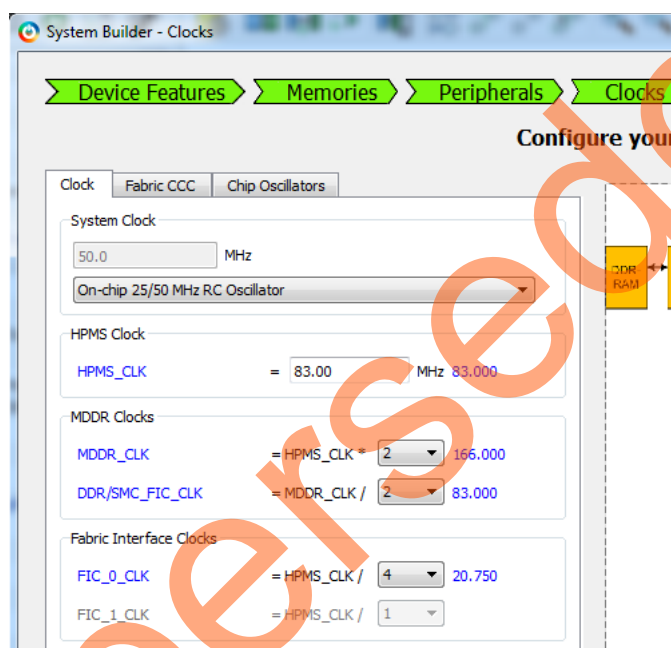 System Builder - Clocks
Device Features Memories Peripherals Clocks
Configure your
Clock Fabric CCC Chip Oscillators
System Clock
50.0 MHz
On-chip 25/50 MHz RC Oscillator
DDR
RAM
HPMS Clock
HPMS_CLK = 83.00 MHz 83.000
MDDR Clocks
MDDR_CLK = HPMS_CLK * 2 166.000
DDR/SMC_FIC_CLK = MDDR_CLK / 2 83.000
Fabric Interface Clocks
FIC_0_CLK = HPMS_CLK / 4 20.750
FIC_1_CLK = HPMS_CLK / 1
persed